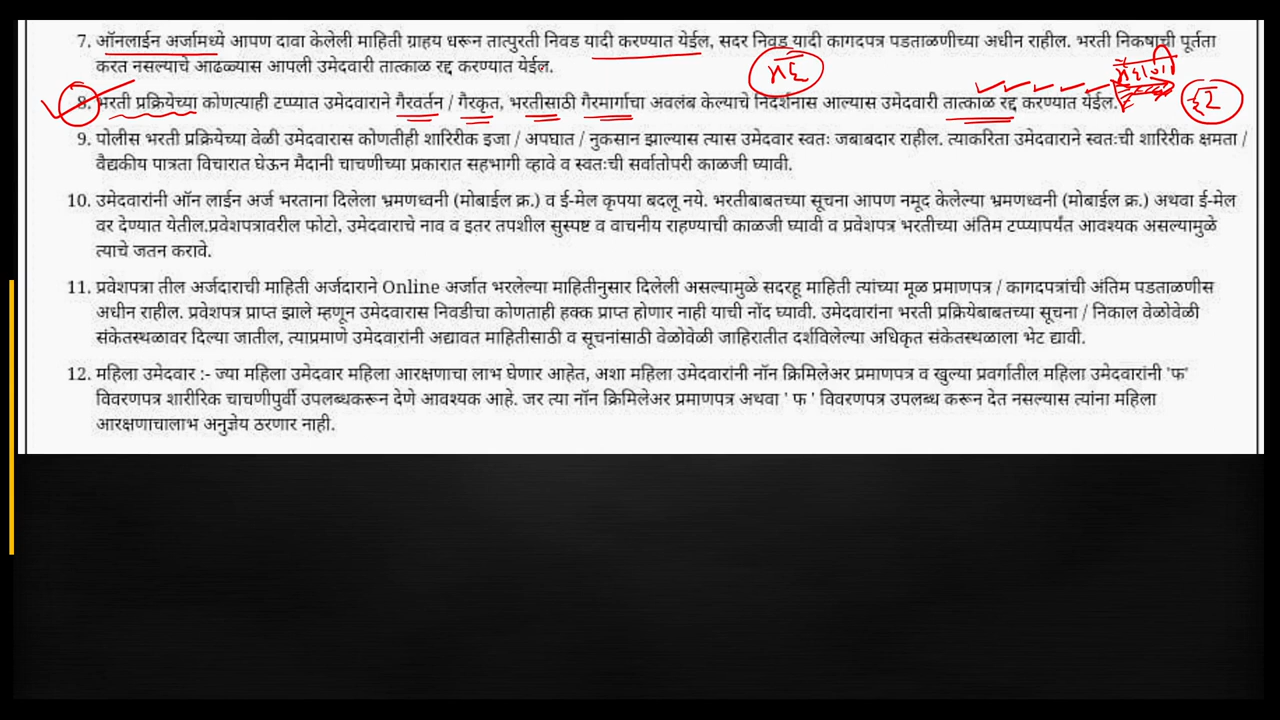 7. ऑनलाईन अर्जामध्ये आपण दावा केलेली माहिती ग्राहय धरून तात्पुरती निवड यादी करण्यात येईल, सदर निवड यादी कागदपत्र पडताळणीच्या अधीन राहील. भरती निकषाची पूर्तता
करत नसल्याचे आढळ्यास आपली उमेदवारी तात्काळ रद्द करण्यात येईल.
8. भरती प्रक्रियेच्या कोणत्याही टप्प्यात उमेदवाराने गैरवर्तन / गैरकृत, भरतीसाठी गैरमार्गाचा अवलंब केल्याचे निदर्शनास आल्यास उमेदवारी तात्काळ रद्द करण्यात येईल.
9. पोलीस भरती प्रक्रियेच्या वेळी उमेदवारास कोणतीही शारिरीक इजा / अपघात / नुकसान झाल्यास त्यास उमेदवार स्वतः जबाबदार राहील. त्याकरिता उमेदवाराने स्वतःची शारिरीक क्षमता /
वैद्यकीय पात्रता विचारात घेऊन मैदानी चाचणीच्या प्रकारात सहभागी व्हावे व स्वतःची सर्वातोपरी काळजी घ्यावी.
10. उमेदवारांनी ऑन लाईन अर्ज भरताना दिलेला भ्रमणध्वनी (मोबाईल क्र.) व ई-मेल कृपया बदलू नये. भरतीबाबतच्या सूचना आपण नमूद केलेल्या भ्रमणध्वनी (मोबाईल क्र.) अथवा ई-मेल
वर देण्यात येतील.प्रवेशपत्रावरील फोटो, उमेदवाराचे नाव व इतर तपशील सुस्पष्ट व वाचनीय राहण्याची काळजी घ्यावी व प्रवेशपत्र भरतीच्या अंतिम टप्प्यापर्यंत आवश्यक असल्यामुळे
त्याचे जतन करावे.
11. प्रवेशपत्रा तील अर्जदाराची माहिती अर्जदाराने Online अर्जात भरलेल्या माहितीनुसार दिलेली असल्यामुळे सदरहू माहिती त्यांच्या मूळ प्रमाणपत्र / कागदपत्रांची अंतिम पडताळणीस
अधीन राहील. प्रवेशपत्र प्राप्त झाले म्हणून उमेदवारास निवडीचा कोणताही हक्क प्राप्त होणार नाही याची नोंद घ्यावी. उमेदवारांना भरती प्रक्रियेबाबतच्या सूचना / निकाल वेळोवेळी
संकेतस्थळावर दिल्या जातील, त्याप्रमाणे उमेदवारांनी अद्यावत माहितीसाठी व सूचनांसाठी वेळोवेळी जाहिरातीत दर्शविलेल्या अधिकृत संकेतस्थळाला भेट द्यावी.
12. महिला उमेदवार :- ज्या महिला उमेदवार महिला आरक्षणाचा लाभ घेणार आहेत, अशा महिला उमेदवारांनी नॉन क्रिमिलेअर प्रमाणपत्र व खुल्या प्रवर्गातील महिला उमेदवारांनी 'फ'
विवरणपत्र शारीरिक चाचणीपुर्वी उपलब्धकरून देणे आवश्यक आहे. जर त्या नॉन क्रिमिलेअर प्रमाणपत्र अथवा ' फ ' विवरणपत्र उपलब्ध करून देत नसल्यास त्यांना महिला
आरक्षणाचालाभ अनुज्ञेय ठरणार नाही.